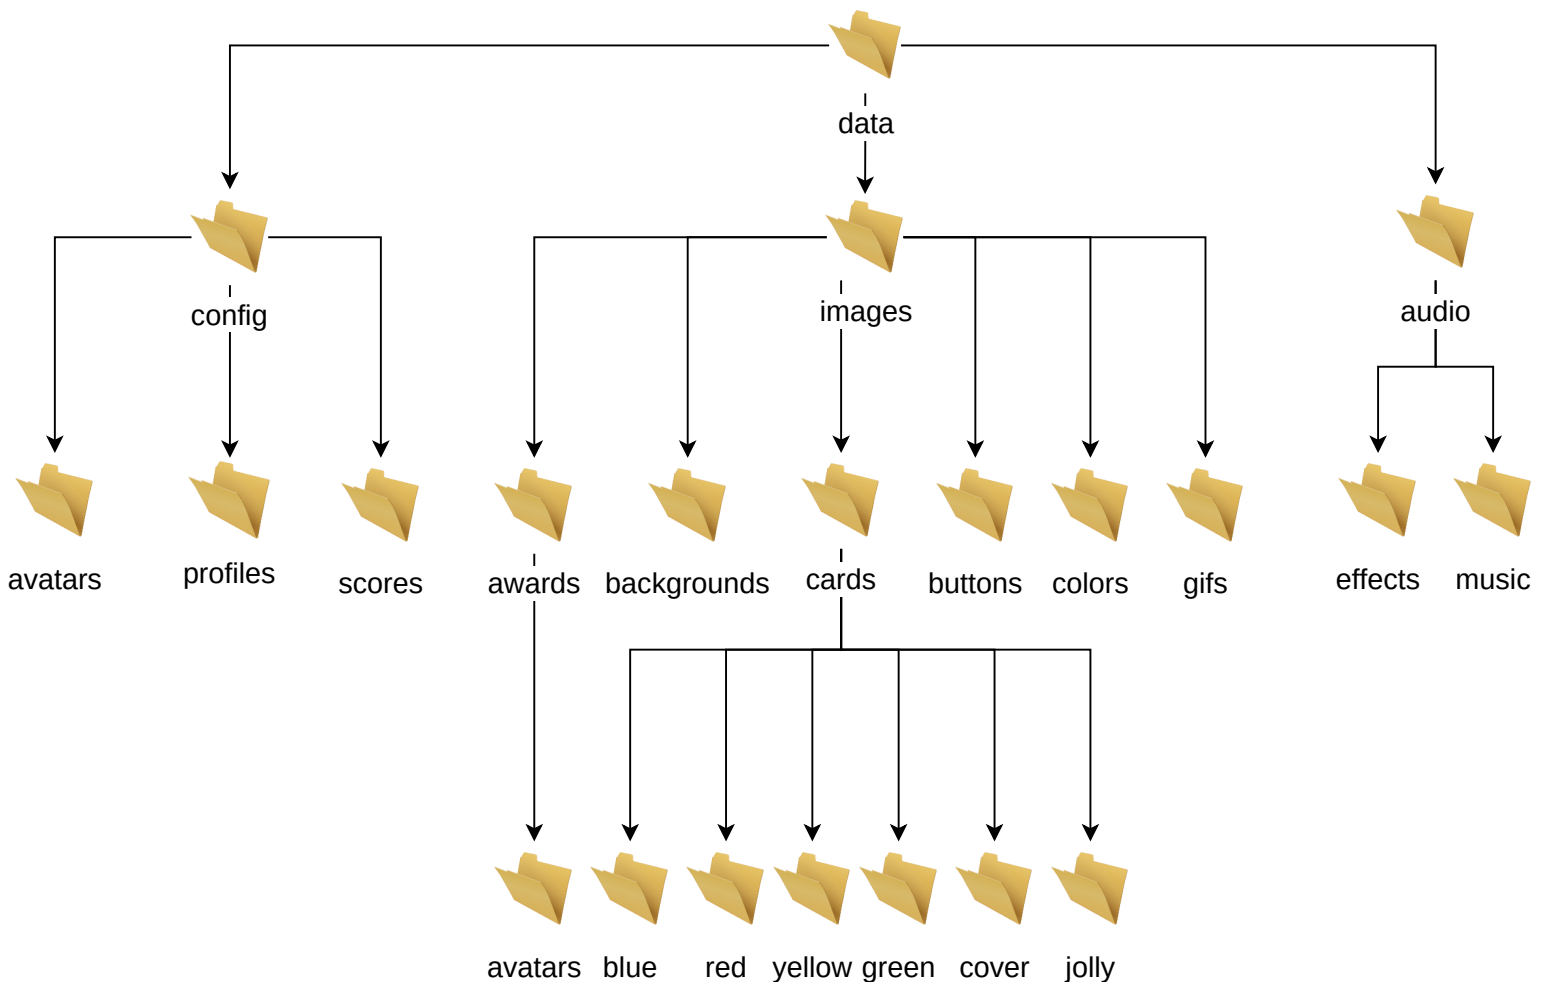 data
config
images
audio
avatars
profiles
scores
awards
backgrounds
cards
buttons
colors
gifs
effects
music
avatars
blue
red
yellow
green
cover
jolly